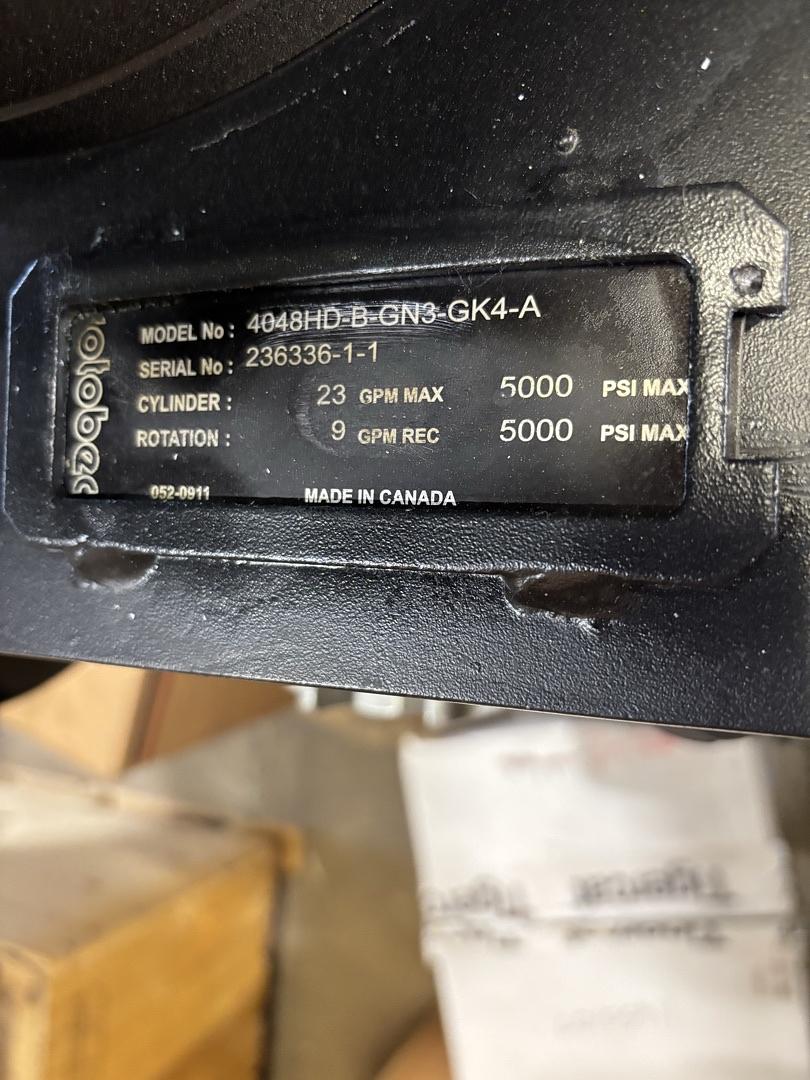 rotobec
MODEL No : 4048HD-B-GN3-GK4-A
SERIAL No : 236336-1-1
CYLINDER : 23 GPM MAX 5000 PSI MAX
ROTATION : 9 GPM REC 5000 PSI MAX
052-0911 MADE IN CANADA
Tigercat